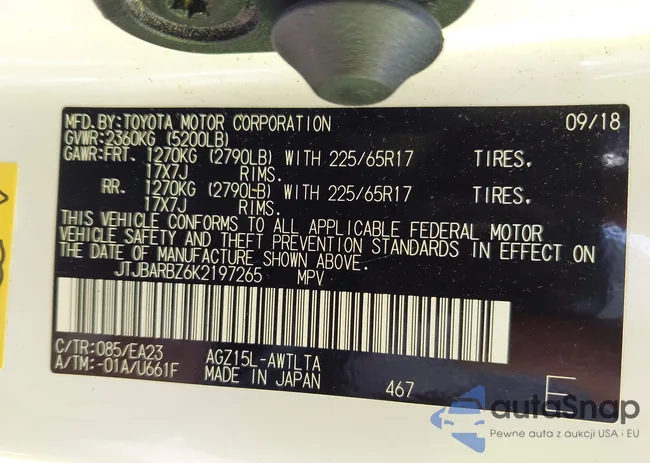 MFD.BY:TOYOTA MOTOR CORPORATION 09/18
GVWR:2360KG (5200LB)
GAWR:FRT. 1270KG (2790LB) WITH 225/65R17 TIRES.
17X7J RIMS.
RR. 1270KG (2790LB) WITH 225/65R17 TIRES.
17X7J RIMS.
THIS VEHICLE CONFORMS TO ALL APPLICABLE FEDERAL MOTOR
VEHICLE SAFETY AND THEFT PREVENTION STANDARDS IN EFFECT ON
THE DATE OF MANUFACTURE SHOWN ABOVE.
JTJBARBZ6K2197265 MPV
C/TR:085/EA23 AGZ15L-AWTLTA
A/TM:-01A/U661F MADE IN JAPAN 467 E
autoSnap
Pewne auta z aukcji USA i EU